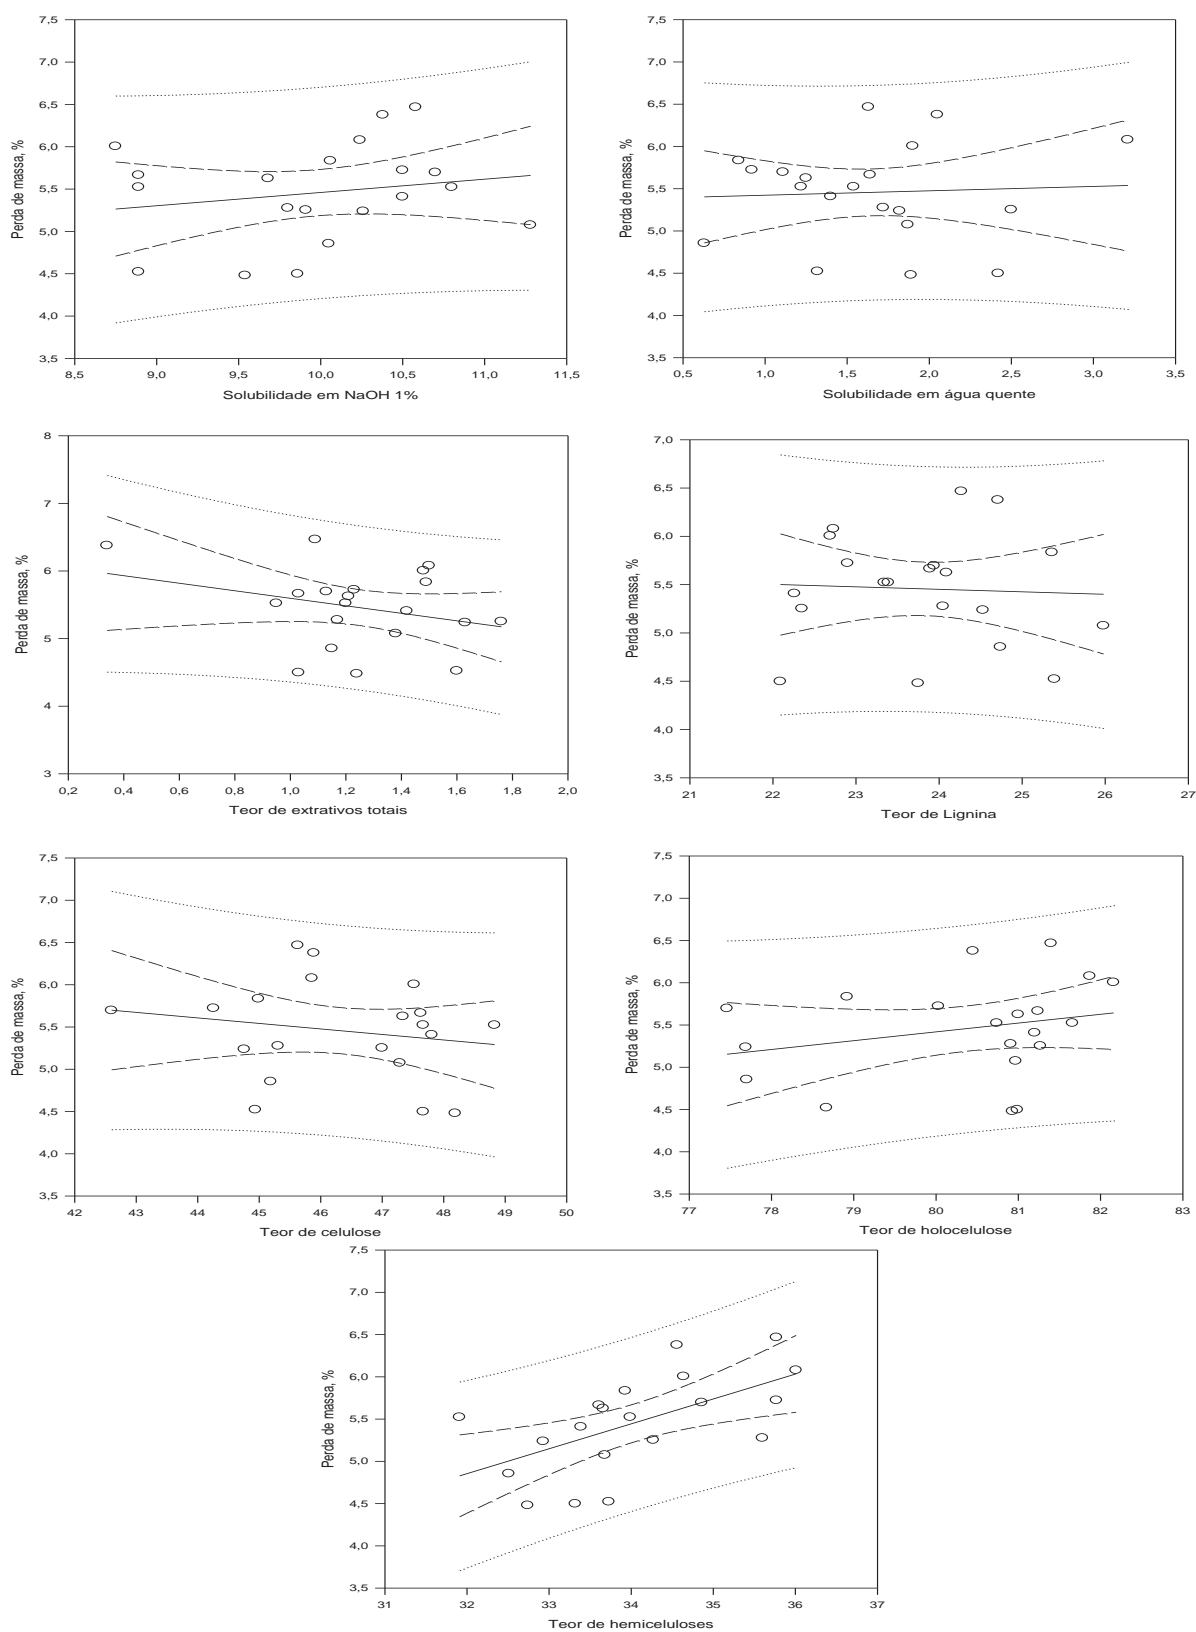 7,5
7,0
6,5
6,0
5,5
5,0
4,5
4,0
3,5
Perda de massa, %
8,5 9,0 9,5 10,0 10,5 11,0 11,5
Solubilidade em NaOH 1%
7,5
7,0
6,5
6,0
5,5
5,0
4,5
4,0
3,5
Perda de massa, %
0,5 1,0 1,5 2,0 2,5 3,0 3,5
Solubilidade em água quente
8
7
6
5
4
3
Perda de massa, %
0,2 0,4 0,6 0,8 1,0 1,2 1,4 1,6 1,8 2,0
Teor de extrativos totais
7,0
6,5
6,0
5,5
5,0
4,5
4,0
3,5
Perda de massa, %
21 22 23 24 25 26 27
Teor de Lignina
7,5
7,0
6,5
6,0
5,5
5,0
4,5
4,0
3,5
Perda de massa, %
42 43 44 45 46 47 48 49 50
Teor de celulose
7,5
7,0
6,5
6,0
5,5
5,0
4,5
4,0
3,5
Perda de massa, %
77 78 79 80 81 82 83
Teor de holocelulose
7,5
7,0
6,5
6,0
5,5
5,0
4,5
4,0
3,5
Perda de massa, %
31 32 33 34 35 36 37
Teor de hemiceluloses